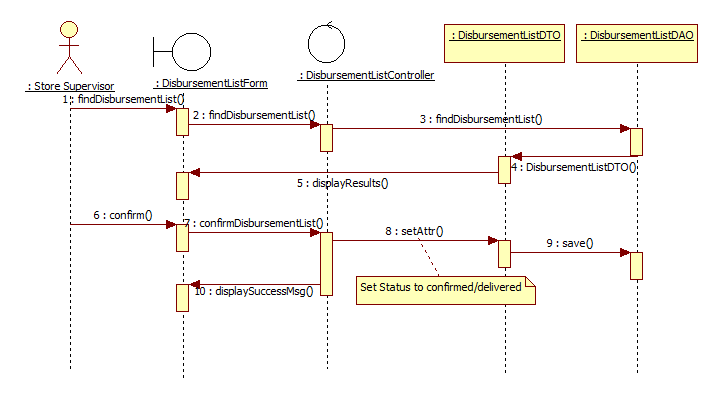 : DisbursementListDTO
: DisbursementListDAO
: Store Supervisor
: DisbursementListForm
: DisbursementListController
1 : findDisbursementList()
2 : findDisbursementList()
3 : findDisbursementList()
4 : DisbursementListDTO()
5 : displayResults()
6 : confirm()
7 : confirmDisbursementList()
8 : setAttr()
9 : save()
Set Status to confirmed/delivered
10 : displaySuccessMsg()